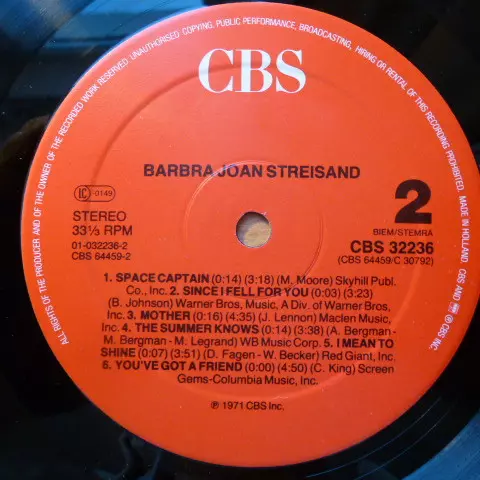 ALL RIGHTS OF THE PRODUCER AND OF THE OWNER OF THE RECORDED WORK RESERVED. UNAUTHORISED COPYING, PUBLIC PERFORMANCE, BROADCASTING, HIRING OR RENTAL OF THIS RECORDING PROHIBITED. MADE IN HOLLAND. CBS AND ® CBS INC.
CBS
BARBRA JOAN STREISAND
IC -0149
2
STEREO
33⅓ RPM
BIEM/STEMRA
01-032236-2
CBS 64459-2
CBS 32236
(CBS 64459/C 30792)
1. SPACE CAPTAIN (0:14) (3:18) (M. Moore) Skyhill Publ.
Co., Inc. 2. SINCE I FELL FOR YOU (0:03) (3:23)
(B. Johnson) Warner Bros, Music, A Div. of Warner Bros,
Inc. 3. MOTHER (0:16) (4:35) (J. Lennon) Maclen Music,
Inc. 4. THE SUMMER KNOWS (0:14) (3:38) (A. Bergman -
M. Bergman - M. Legrand) WB Music Corp. 5. I MEAN TO
SHINE (0:07) (3:51) (D. Fagen - W. Becker) Red Giant, Inc.
6. YOU'VE GOT A FRIEND (0:00) (4:50) (C. King) Screen
Gems-Columbia Music, Inc.
℗ 1971 CBS Inc.